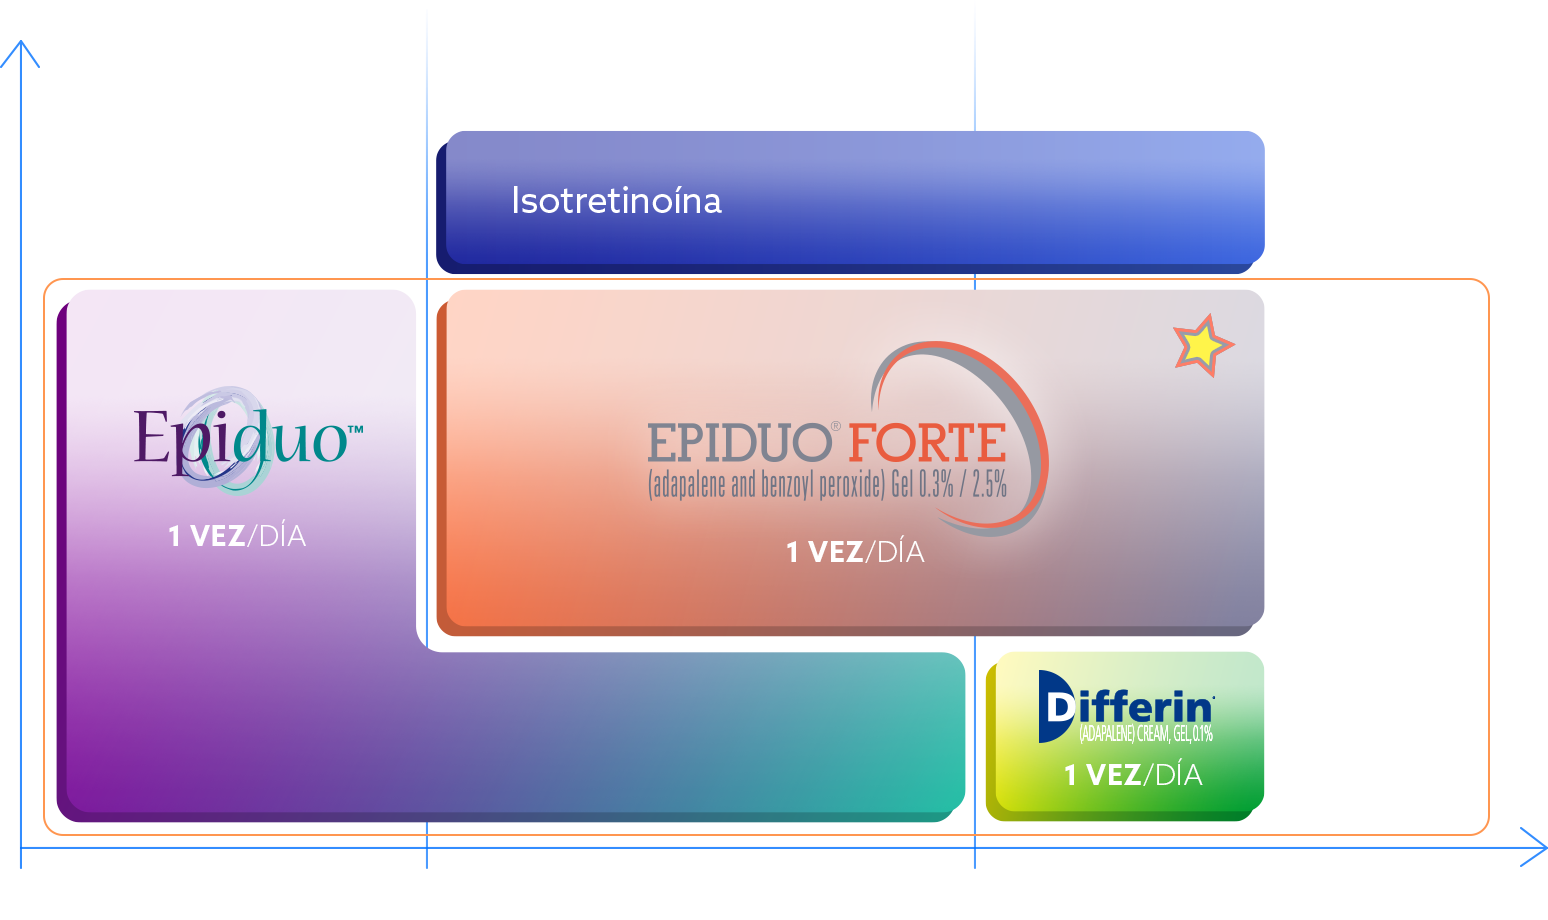 Isotretinoína
Epiduo™
1 VEZ/DÍA
EPIDUO® FORTE
(adapalene and benzoyl peroxide) Gel 0.3% / 2.5%
1 VEZ/DÍA
Differin
(ADAPALENE) CREAM, GEL, 0.1%
1 VEZ/DÍA